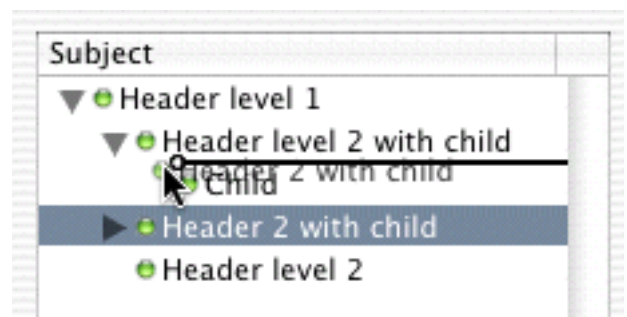 Subject
Header level 1
Header level 2 with child
Header 2 with child
Child
Header 2 with child
Header level 2